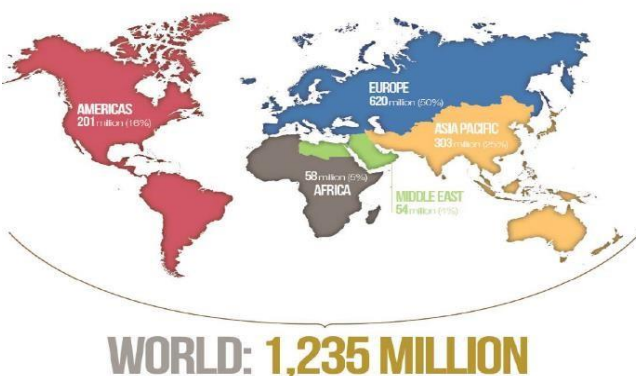 EUROPE
620 million (50%)
AMERICAS
201 million (16%)
ASIA PACIFIC
303 million (25%)
58 million (5%)
AFRICA
MIDDLE EAST
54 million (4%)
WORLD: 1,235 MILLION